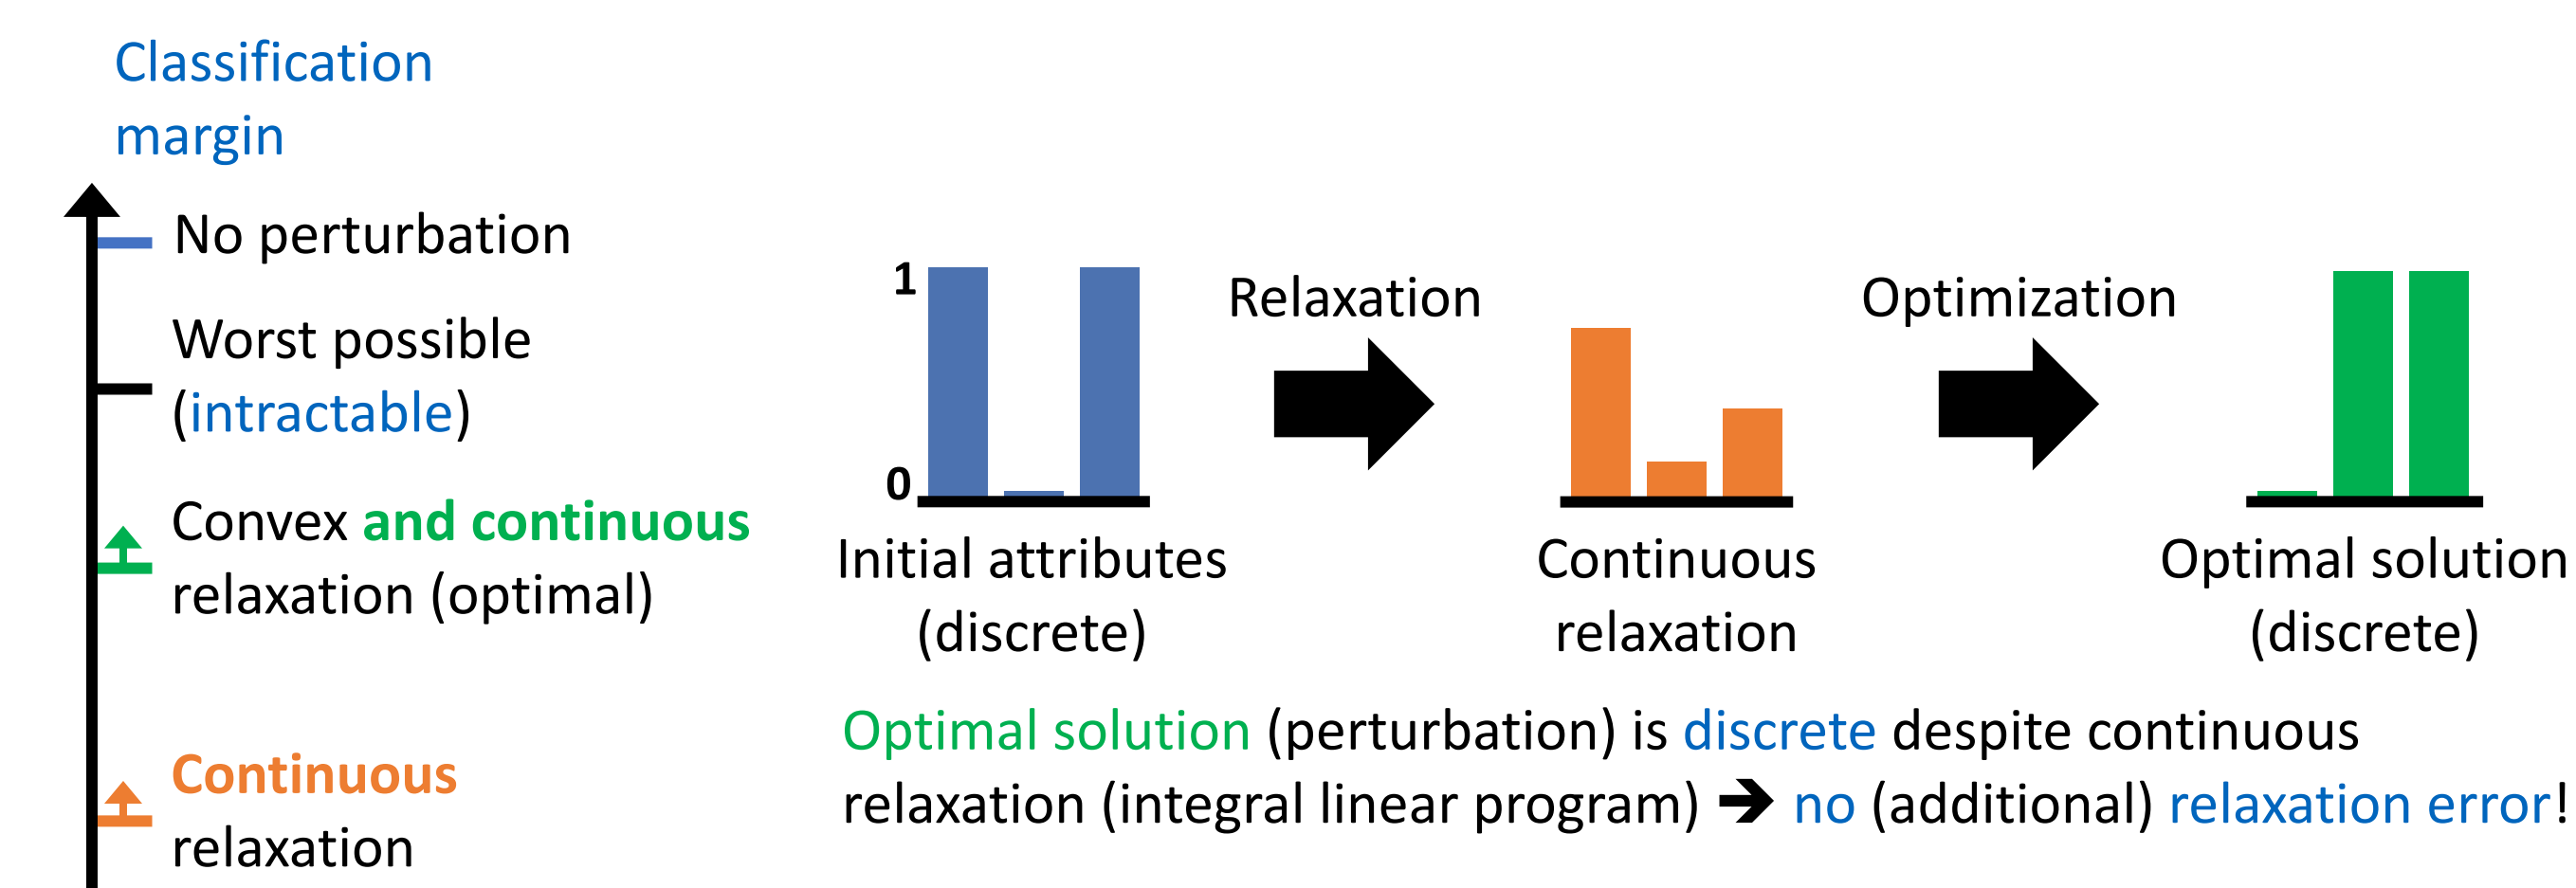 Classification
margin
No perturbation
Worst possible
(intractable)
Convex and continuous
relaxation (optimal)
Continuous
relaxation
1
0
Initial attributes
(discrete)
Relaxation
Continuous
relaxation
Optimization
Optimal solution
(discrete)
Optimal solution (perturbation) is discrete despite continuous
relaxation (integral linear program) ➔ no (additional) relaxation error!